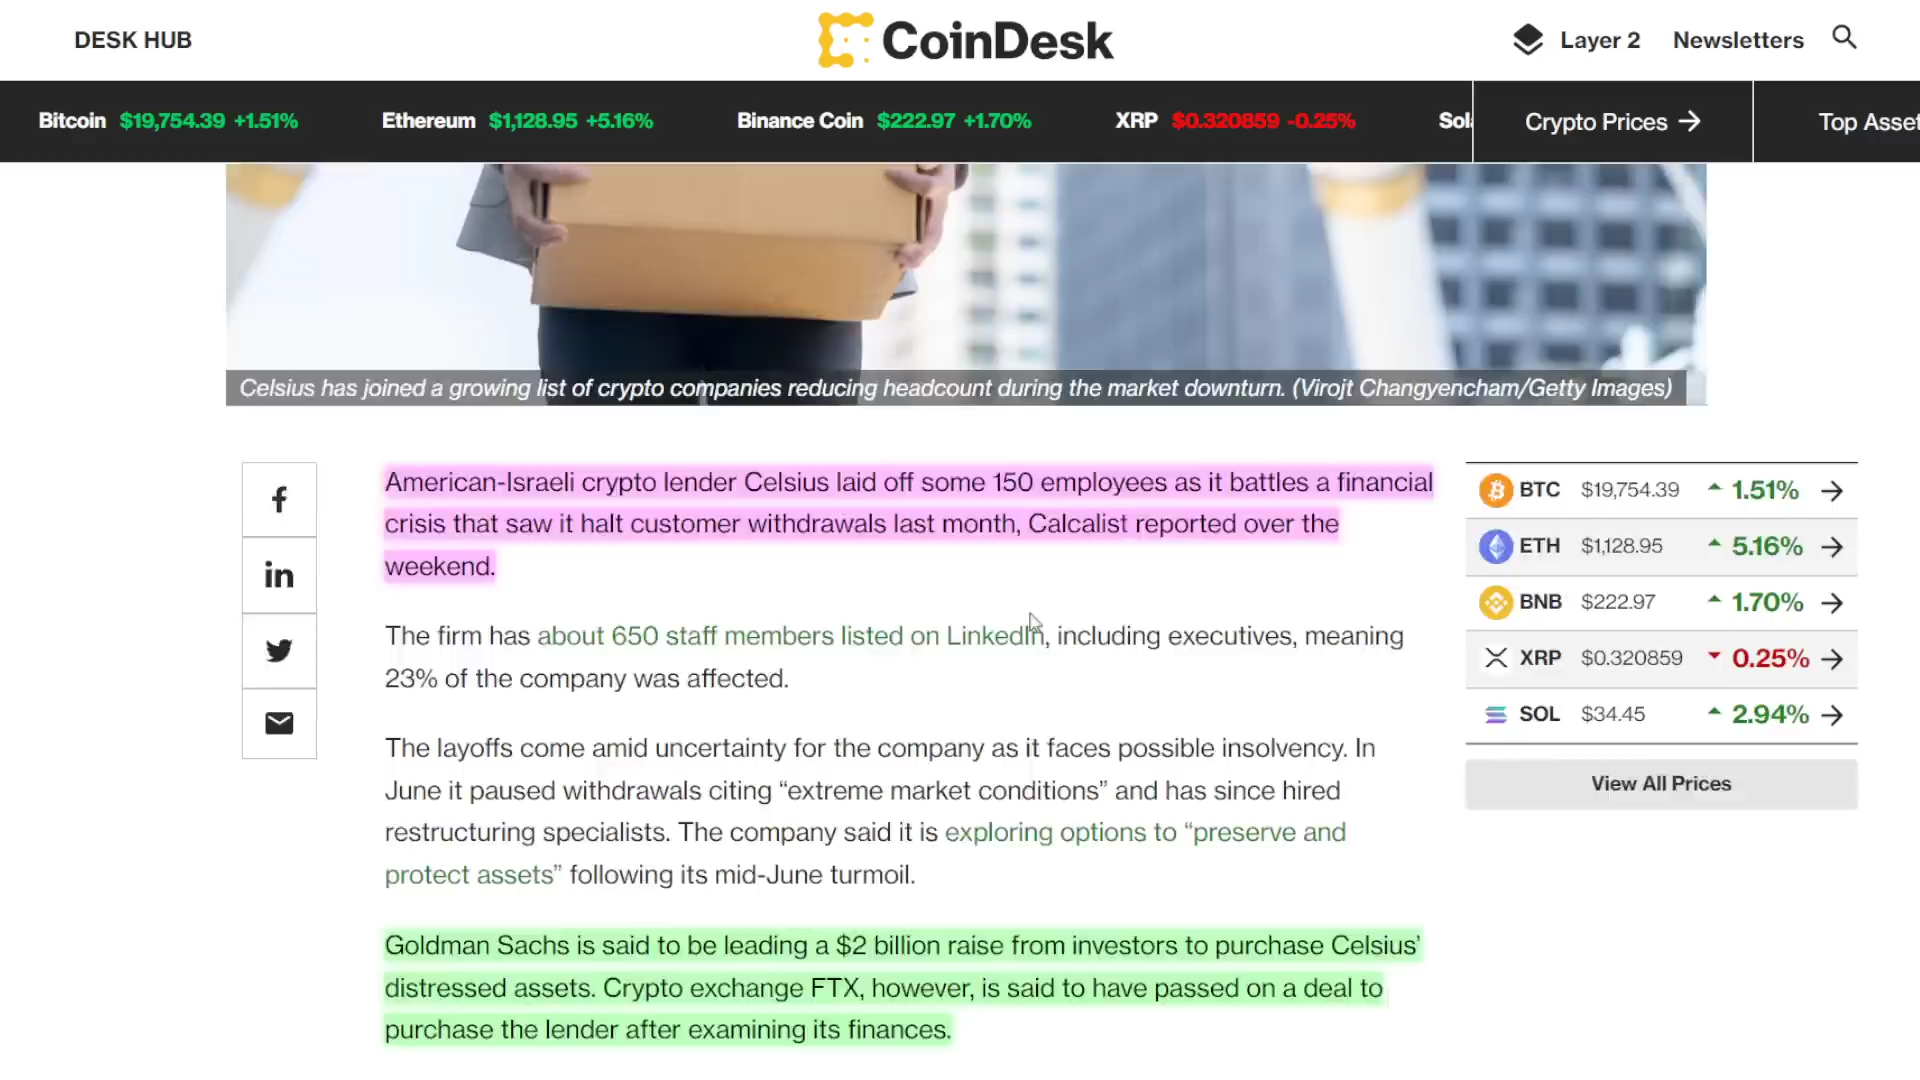 DESK HUB
CoinDesk
Layer 2
Newsletters
Bitcoin $19,754.39 +1.51%
Ethereum $1,128.95 +5.16%
Binance Coin $222.97 +1.70%
XRP $0.320859 -0.25%
Sol
Crypto Prices →
Top Asset
Celsius has joined a growing list of crypto companies reducing headcount during the market downturn. (Virojt Changyencham/Getty Images)
American-Israeli crypto lender Celsius laid off some 150 employees as it battles a financial
crisis that saw it halt customer withdrawals last month, Calcalist reported over the
weekend.
The firm has about 650 staff members listed on LinkedIn, including executives, meaning
23% of the company was affected.
The layoffs come amid uncertainty for the company as it faces possible insolvency. In
June it paused withdrawals citing “extreme market conditions” and has since hired
restructuring specialists. The company said it is exploring options to “preserve and
protect assets” following its mid-June turmoil.
Goldman Sachs is said to be leading a $2 billion raise from investors to purchase Celsius’
distressed assets. Crypto exchange FTX, however, is said to have passed on a deal to
purchase the lender after examining its finances.
BTC $19,754.39 1.51% →
ETH $1,128.95 5.16% →
BNB $222.97 1.70% →
XRP $0.320859 0.25% →
SOL $34.45 2.94% →
View All Prices